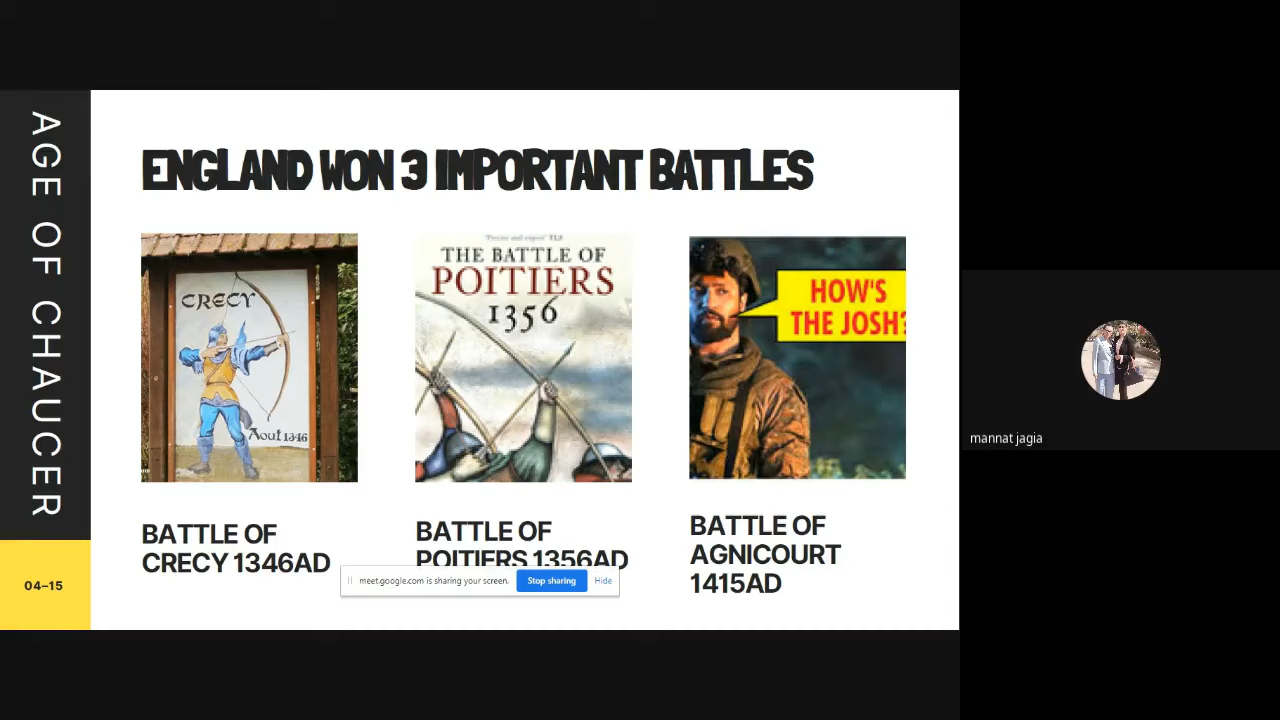 AGE OF CHAUCER
04–15
ENGLAND WON 3 IMPORTANT BATTLES
CRECY
Aout 1346
THE BATTLE OF
POITIERS
1356
HOW'S
THE JOSH?
BATTLE OF
CRECY 1346AD
BATTLE OF
POITIERS 1356AD
BATTLE OF
AGNICOURT
1415AD
meet.google.com is sharing your screen.
Stop sharing
Hide
mannat jagia